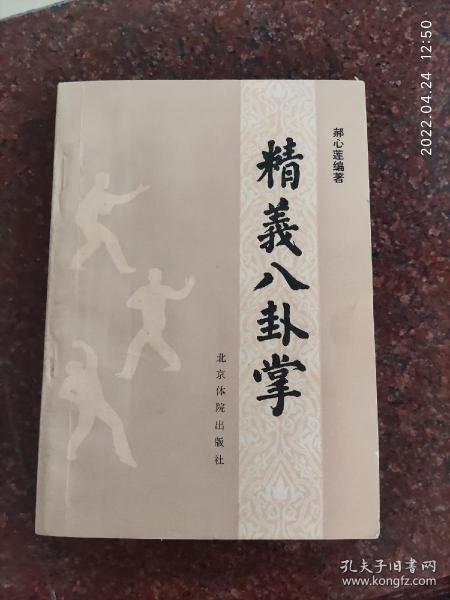 郝心莲编著
精義八卦掌
北京体院出版社
2022.04.24 12:50
孔夫子旧书网
www.kongfz.com